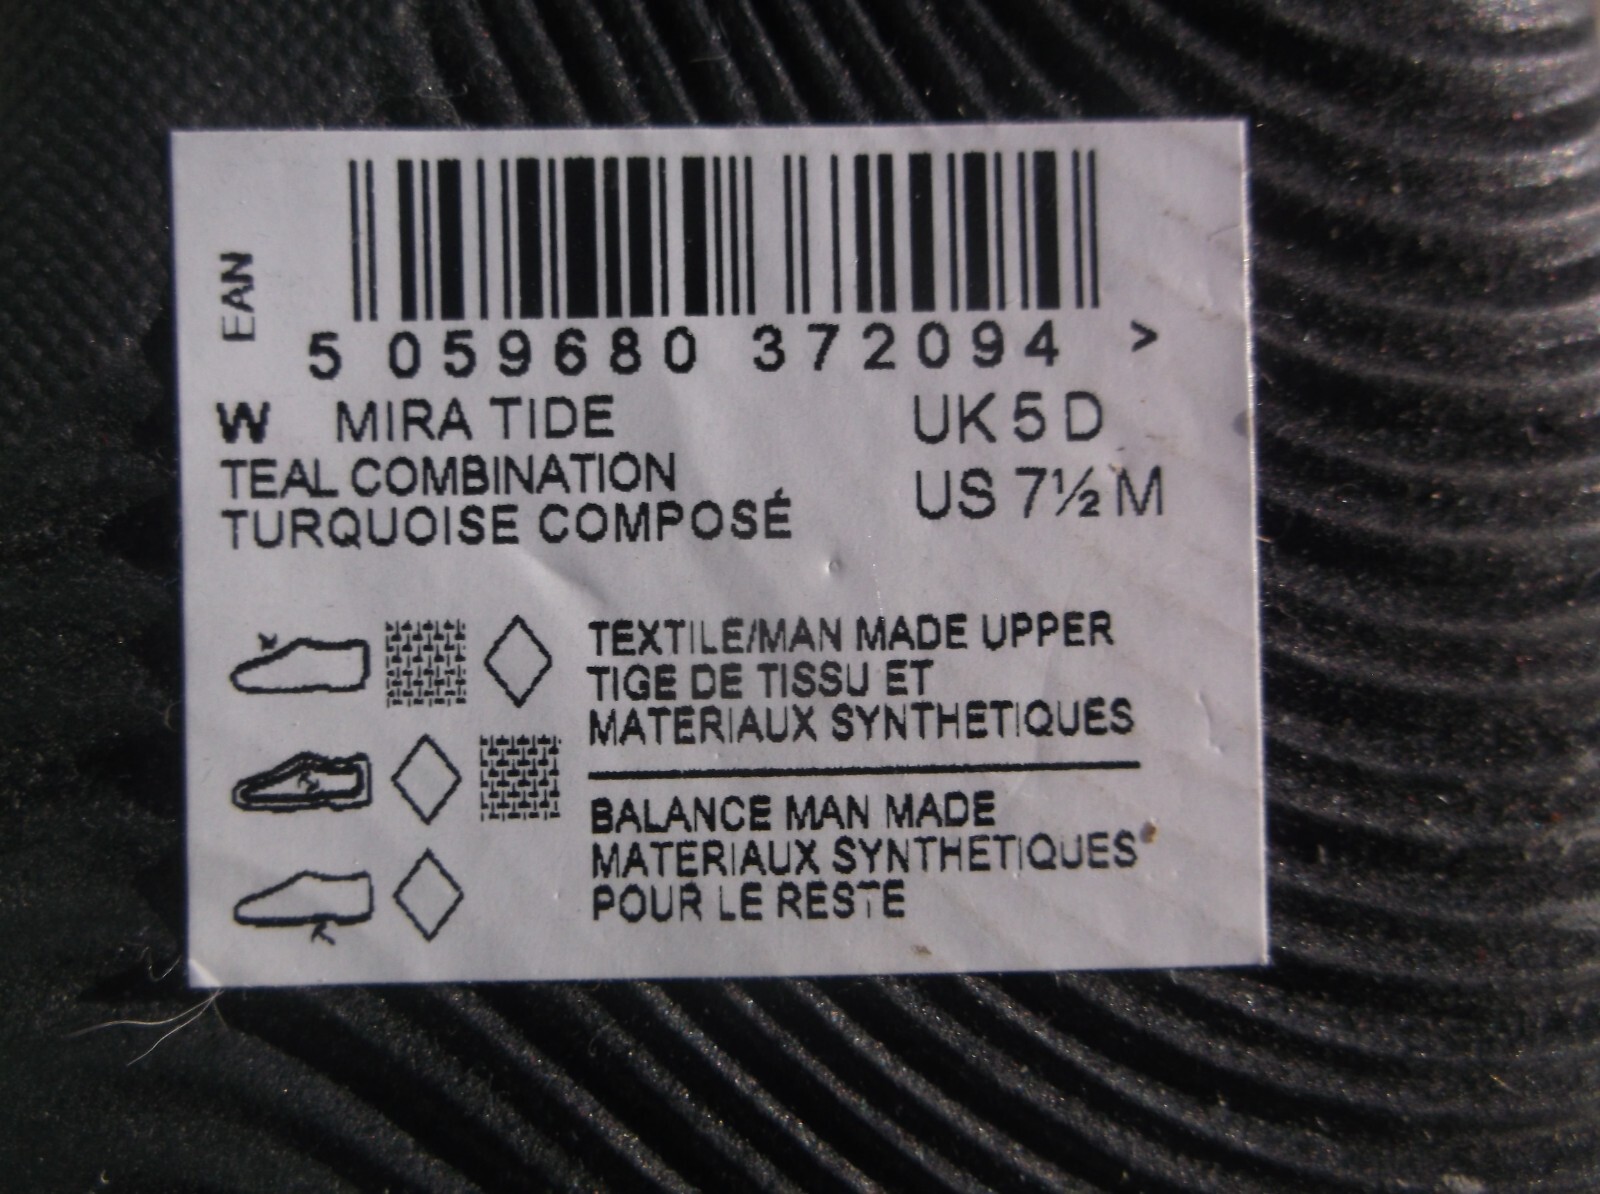 EAN
5 059680 372094 >
W MIRA TIDE UK 5 D
TEAL COMBINATION US 7½ M
TURQUOISE COMPOSÉ
TEXTILE/MAN MADE UPPER
TIGE DE TISSU ET
MATERIAUX SYNTHETIQUES
BALANCE MAN MADE
MATERIAUX SYNTHETIQUES
POUR LE RESTE